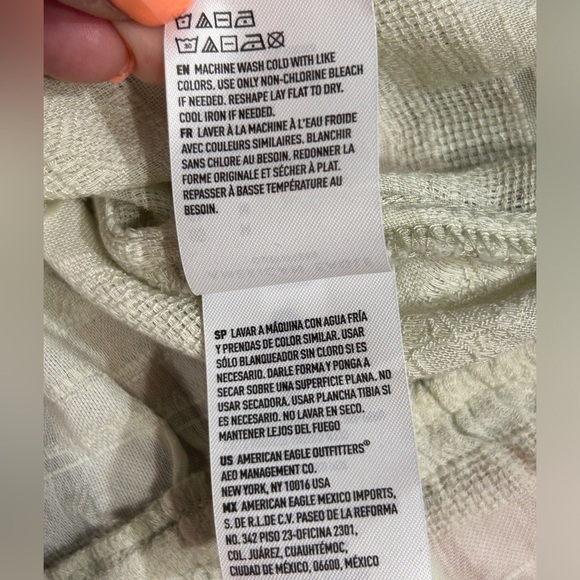 30
EN MACHINE WASH COLD WITH LIKE
COLORS. USE ONLY NON-CHLORINE BLEACH
IF NEEDED. RESHAPE LAY FLAT TO DRY.
COOL IRON IF NEEDED.
FR LAVER À LA MACHINE À L'EAU FROIDE
AVEC COULEURS SIMILAIRES. BLANCHIR
SANS CHLORE AU BESOIN. REDONNER LA
FORME ORIGINALE ET SÉCHER À PLAT.
REPASSER À BASSE TEMPÉRATURE AU
BESOIN.
SP LAVAR A MÁQUINA CON AGUA FRÍA
Y PRENDAS DE COLOR SIMILAR. USAR
SÓLO BLANQUEADOR SIN CLORO SI ES
NECESARIO. DARLE FORMA Y PONGA A
SECAR SOBRE UNA SUPERFICIE PLANA. NO
USAR SECADORA. USAR PLANCHA TIBIA SI
ES NECESARIO. NO LAVAR EN SECO.
MANTENER LEJOS DEL FUEGO
US AMERICAN EAGLE OUTFITTERS®
AEO MANAGEMENT CO.
NEW YORK, NY 10016 USA
MX AMERICAN EAGLE MEXICO IMPORTS,
S. DE R.L.DE C.V. PASEO DE LA REFORMA
NO. 342 PISO 23-OFICINA 2301,
COL. JUÁREZ, CUAUHTÉMOC,
CIUDAD DE MÉXICO, 06600, MÉXICO